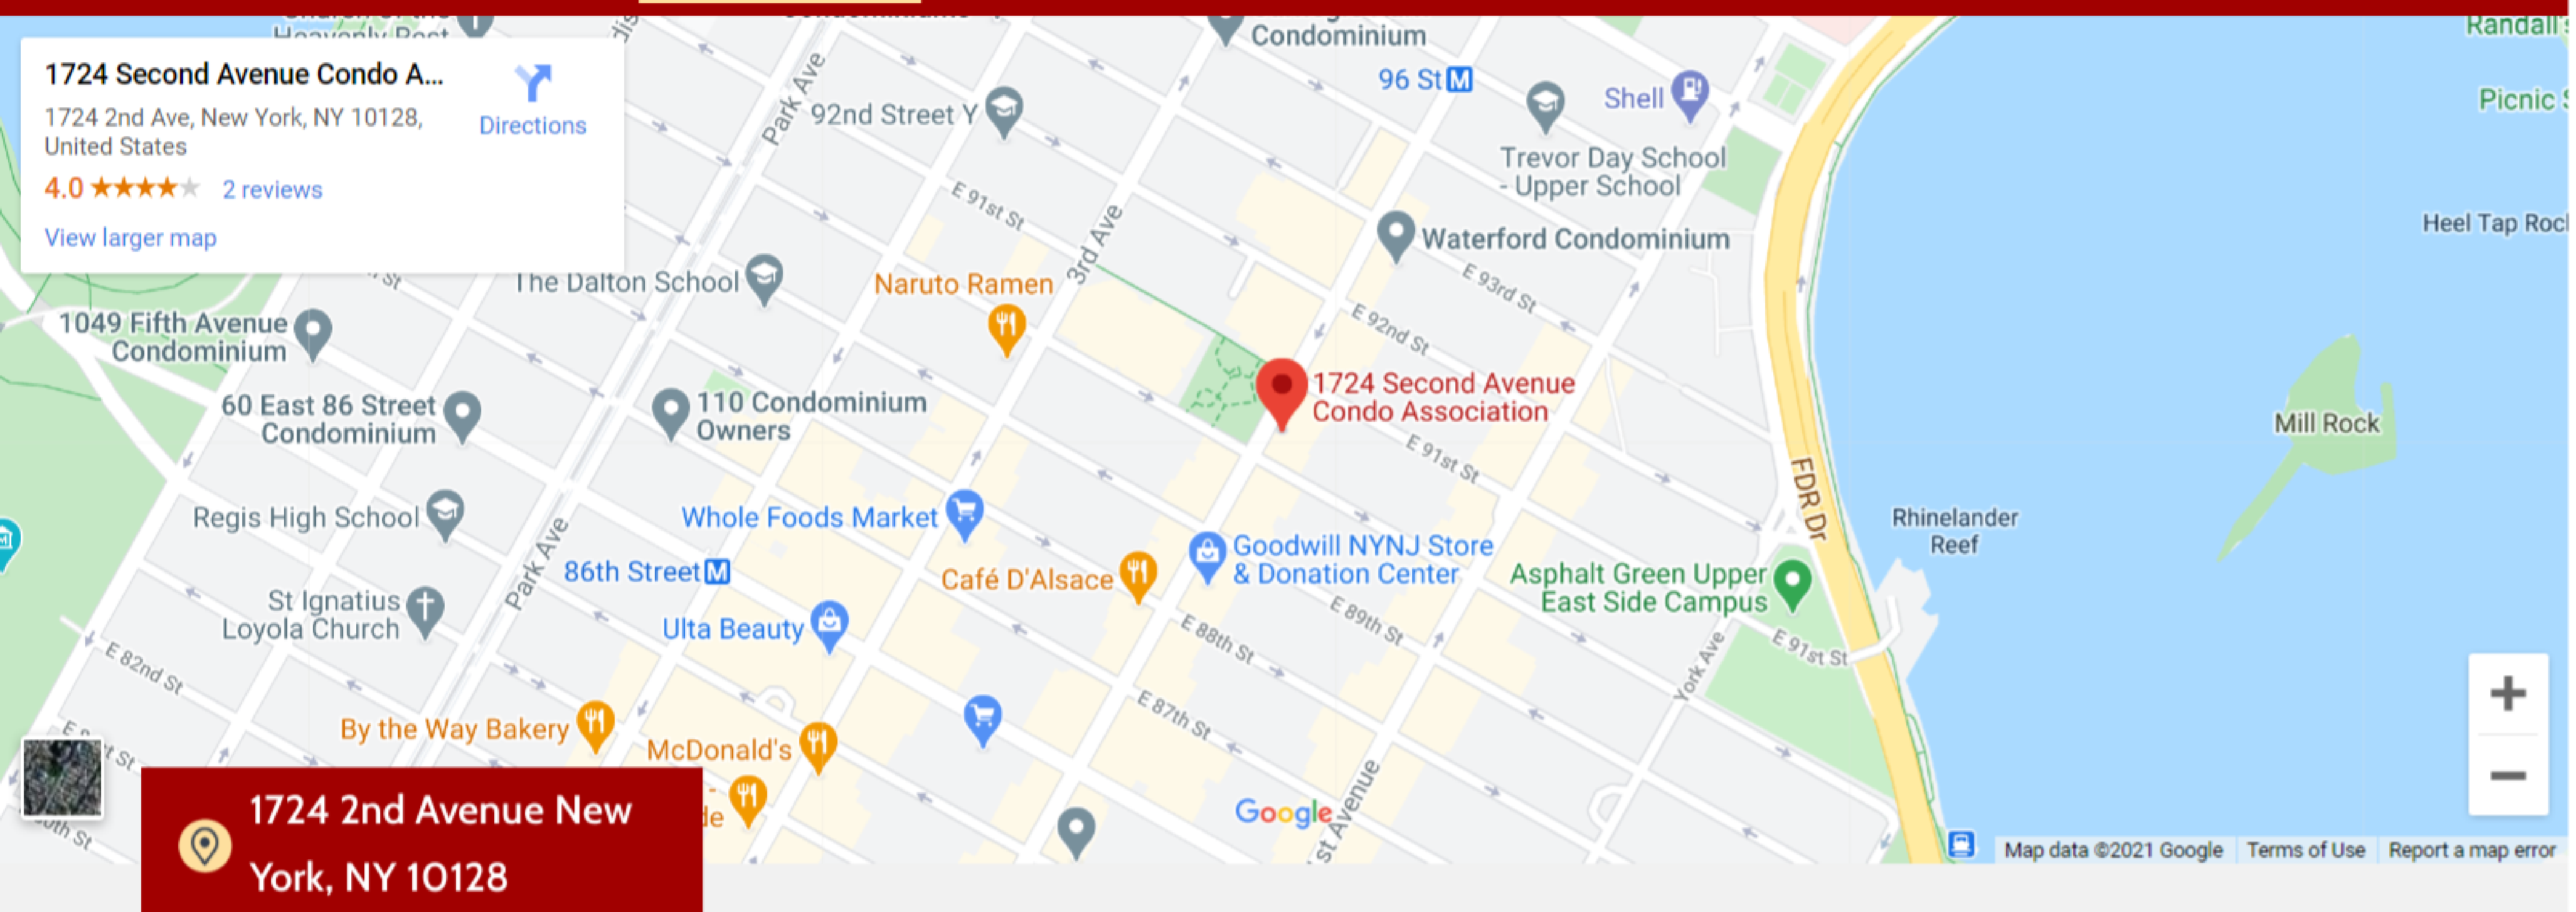 Heavenly Rest
1724 Second Avenue Condo A...
1724 2nd Ave, New York, NY 10128,
United States
4.0
2 reviews
View larger map
Directions
Park Ave
92nd Street Y
Condominium
96 St M
Shell
Randall's
Picnic
Trevor Day School
- Upper School
E 91st St
3rd Ave
Heel Tap Rock
Waterford Condominium
E 93rd St
The Dalton School
Naruto Ramen
E 92nd St
1049 Fifth Avenue
Condominium
60 East 86 Street
Condominium
110 Condominium
Owners
1724 Second Avenue
Condo Association
E 91st St
Mill Rock
FDR Dr
Regis High School
Whole Foods Market
Park Ave
86th Street M
Café D'Alsace
Goodwill NYNJ Store
& Donation Center
Rhinelander
Reef
Asphalt Green Upper
East Side Campus
St Ignatius
Loyola Church
Ulta Beauty
E 89th St
E 88th St
E 91st St
York Ave
E 82nd St
E 87th St
By the Way Bakery
McDonald's
1st Avenue
Google
1724 2nd Avenue New
York, NY 10128
Map data ©2021 Google
Terms of Use
Report a map error